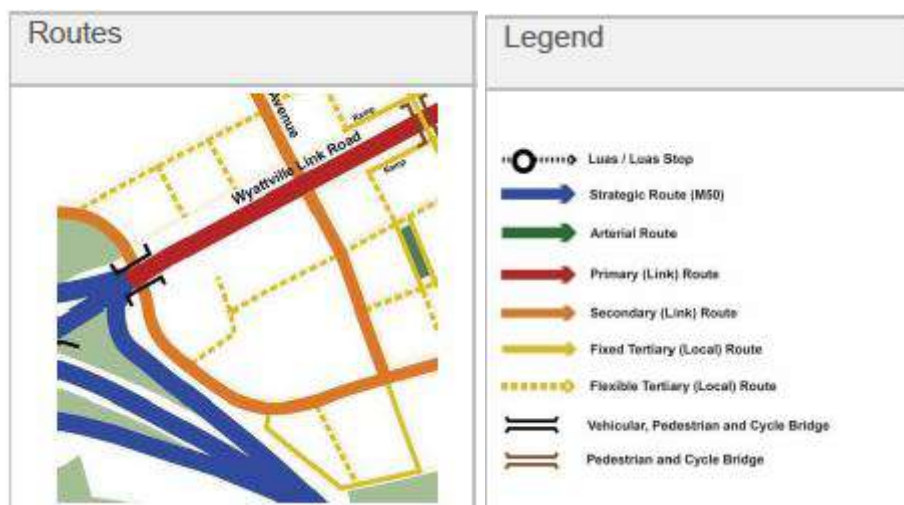 Routes
Avenue
Ramp
Wyattville Link Road
Ramp
Legend
Luas / Luas Stop
Strategic Route (M50)
Arterial Route
Primary (Link) Route
Secondary (Link) Route
Fixed Tertiary (Local) Route
Flexible Tertiary (Local) Route
Vehicular, Pedestrian and Cycle Bridge
Pedestrian and Cycle Bridge